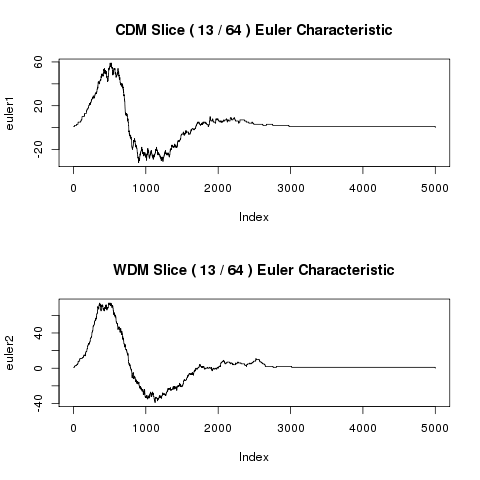 CDM Slice ( 13 / 64 ) Euler Characteristic
euler1
60
20
-20
0 1000 2000 3000 4000 5000
Index
WDM Slice ( 13 / 64 ) Euler Characteristic
euler2
40
0
-40
0 1000 2000 3000 4000 5000
Index